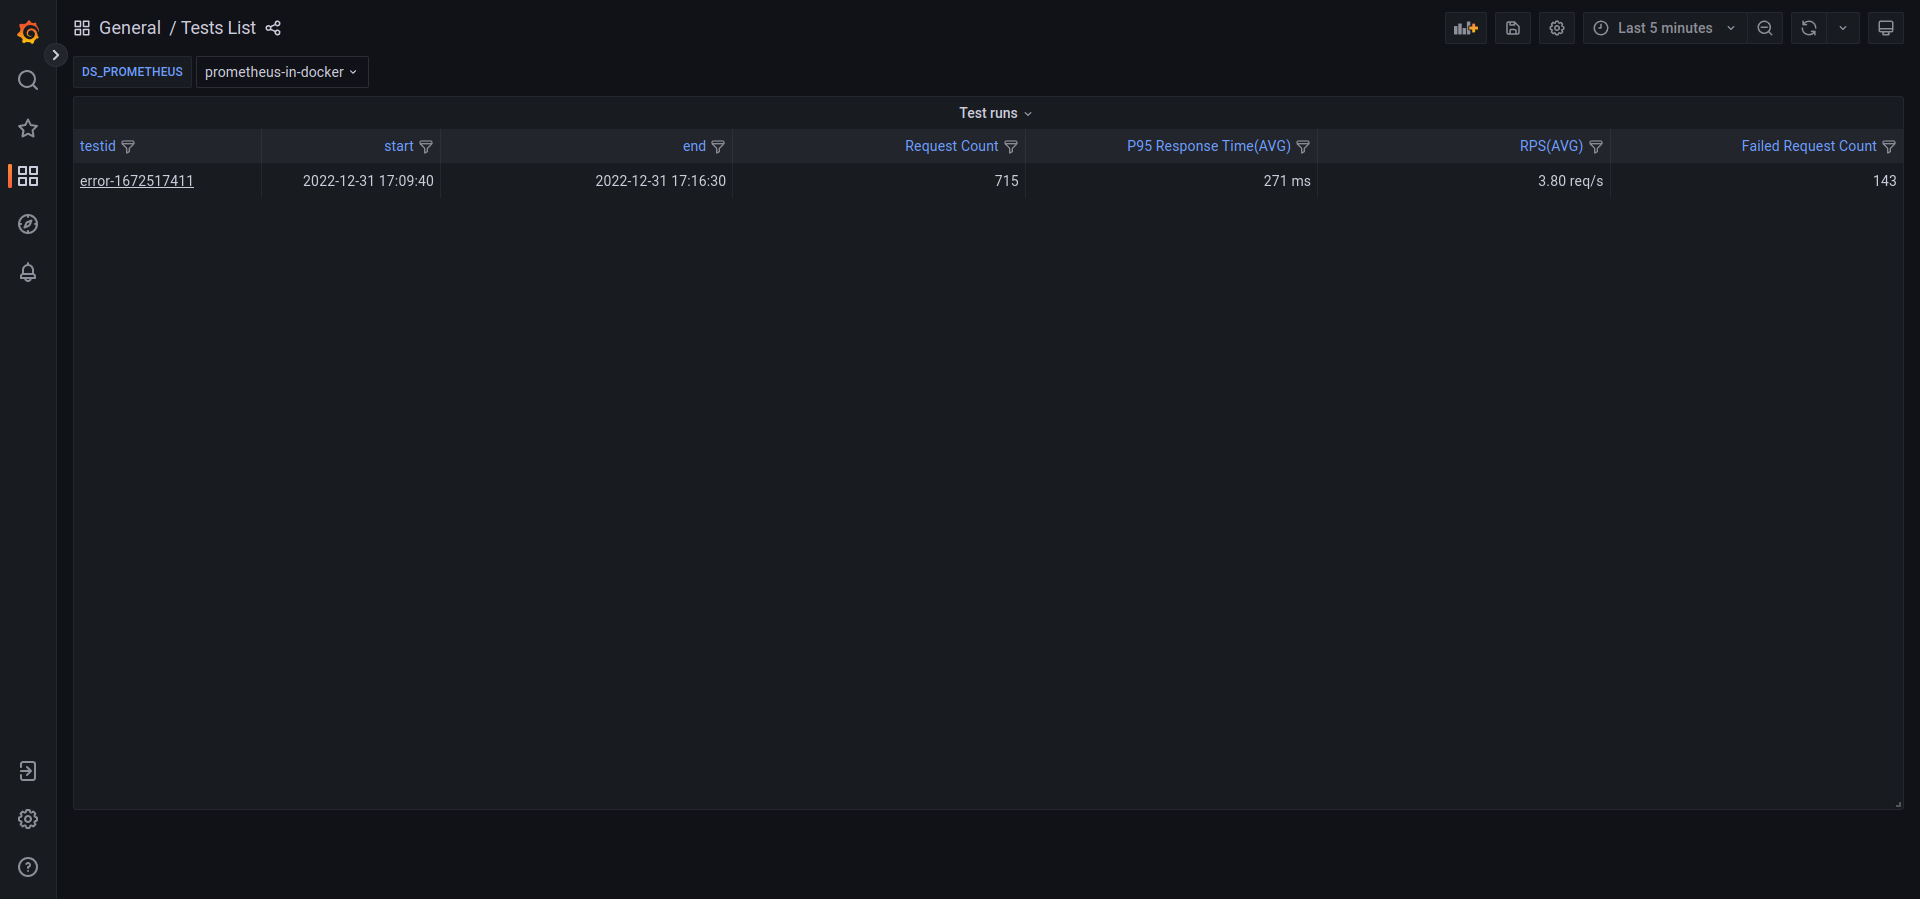 General / Tests List
Last 5 minutes
DS_PROMETHEUS prometheus-in-docker
Test runs
testid start end Request Count P95 Response Time(AVG) RPS(AVG) Failed Request Count
error-1672517411 2022-12-31 17:09:40 2022-12-31 17:16:30 715 271 ms 3.80 req/s 143